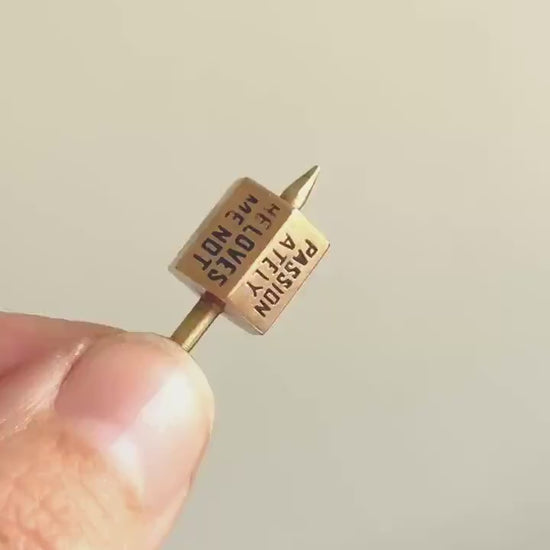 HE LOVES
ME NOT
PASSION
ATELY